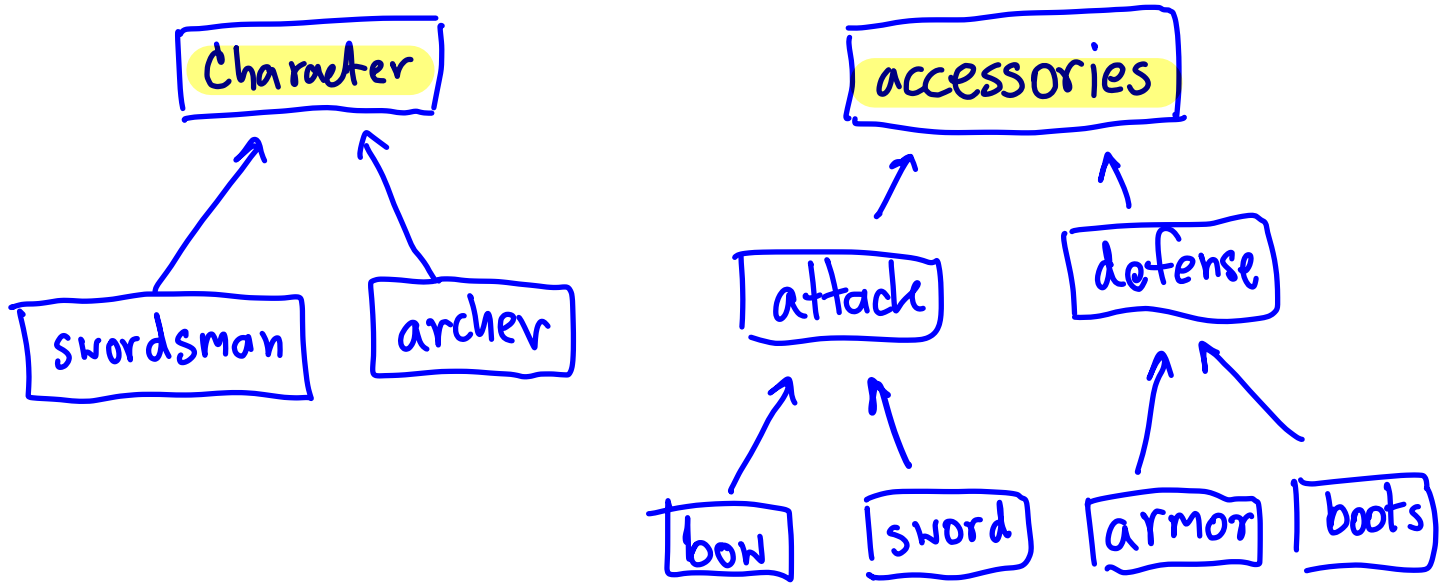 Character
accessories
swordsman
archer
attack
defense
bow
sword
armor
boots